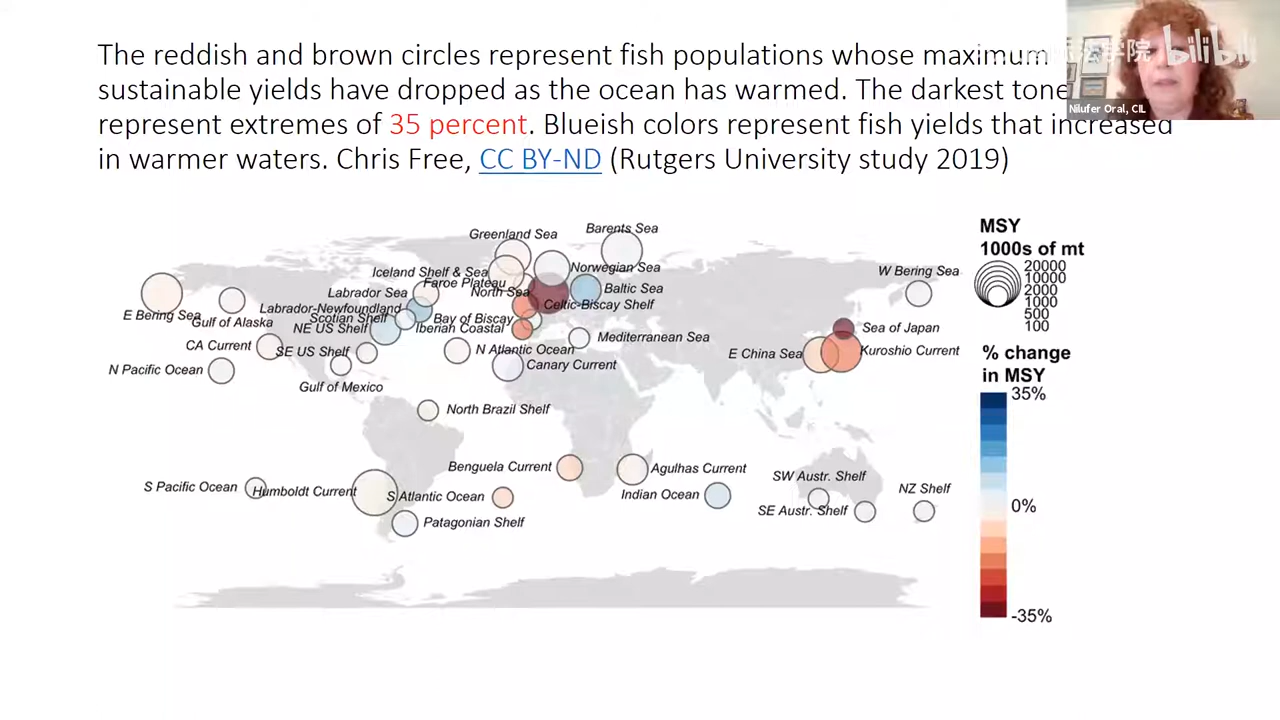 The reddish and brown circles represent fish populations whose maximum
sustainable yields have dropped as the ocean has warmed. The darkest tone
represent extremes of 35 percent. Blueish colors represent fish yields that increased
in warmer waters. Chris Free, CC BY-ND (Rutgers University study 2019)
法学院 bilibili
Nilufer Oral, CIL
Greenland Sea
Barents Sea
Iceland Shelf & Sea
Norwegian Sea
Faroe Plateau
North Sea
Baltic Sea
Labrador Sea
Celtic-Biscay Shelf
Labrador-Newfoundland
E Bering Sea
Scotian Shelf
Bay of Biscay
Gulf of Alaska
NE US Shelf
Iberian Coastal
Mediterranean Sea
CA Current
SE US Shelf
N Atlantic Ocean
N Pacific Ocean
Canary Current
Gulf of Mexico
W Bering Sea
Sea of Japan
E China Sea
Kuroshio Current
North Brazil Shelf
Benguela Current
Agulhas Current
SW Austr. Shelf
S Pacific Ocean
Humboldt Current
S Atlantic Ocean
Indian Ocean
NZ Shelf
SE Austr. Shelf
Patagonian Shelf
MSY
1000s of mt
20000
10000
2000
1000
500
100
% change
in MSY
35%
0%
-35%